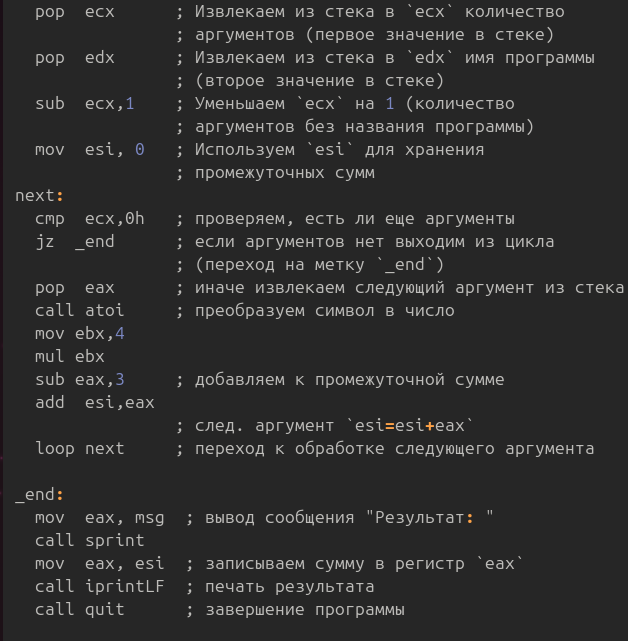 pop  ecx      ; Извлекаем из стека в `ecx` количество
; аргументов (первое значение в стеке)
pop  edx      ; Извлекаем из стека в `edx` имя программы
; (второе значение в стеке)
sub  ecx,1    ; Уменьшаем `ecx` на 1 (количество
; аргументов без названия программы)
mov  esi, 0   ; Используем `esi` для хранения
; промежуточных сумм
next:
cmp  ecx,0h   ; проверяем, есть ли еще аргументы
jz  _end      ; если аргументов нет выходим из цикла
; (переход на метку `_end`)
pop  eax      ; иначе извлекаем следующий аргумент из стека
call atoi     ; преобразуем символ в число
mov ebx,4
mul ebx
sub eax,3     ; добавляем к промежуточной сумме
add  esi,eax
; след. аргумент `esi=esi+eax`
loop next     ; переход к обработке следующего аргумента
_end:
mov  eax, msg  ; вывод сообщения "Результат: "
call sprint
mov  eax, esi  ; записываем сумму в регистр `eax`
call iprintLF  ; печать результата
call quit      ; завершение программы